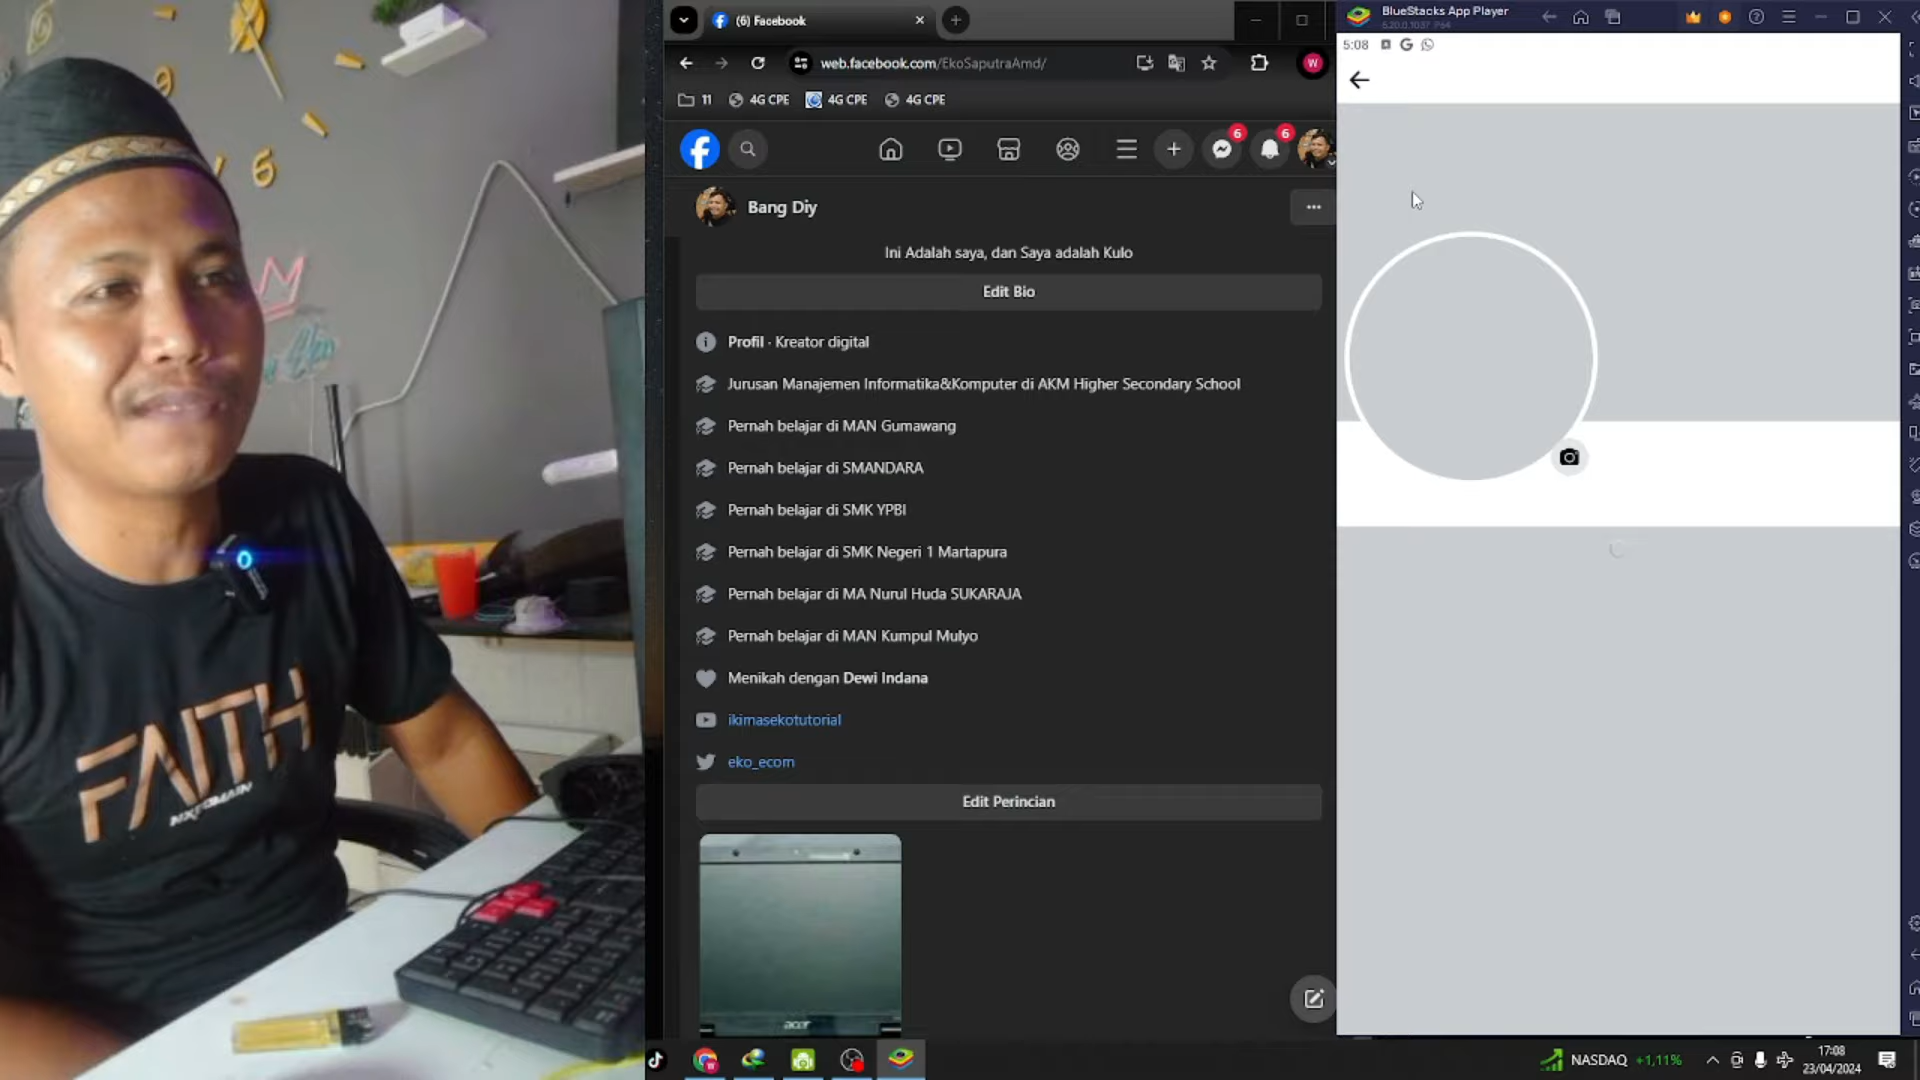 6
FAITH
(6) Facebook
web.facebook.com/EkoSaputraAmd/
W
11
4G CPE
4G CPE
4G CPE
6
6
Bang Diy
Ini Adalah saya, dan Saya adalah Kulo
Edit Bio
Profil · Kreator digital
Jurusan Manajemen Informatika&Komputer di AKM Higher Secondary School
Pernah belajar di MAN Gumawang
Pernah belajar di SMANDARA
Pernah belajar di SMK YPBI
Pernah belajar di SMK Negeri 1 Martapura
Pernah belajar di MA Nurul Huda SUKARAJA
Pernah belajar di MAN Kumpul Mulyo
Menikah dengan Dewi Indana
ikimasekotutorial
eko_ecom
Edit Perincian
acer
BlueStacks App Player
5:08
NASDAQ +1,11%
17:08
23/04/2024